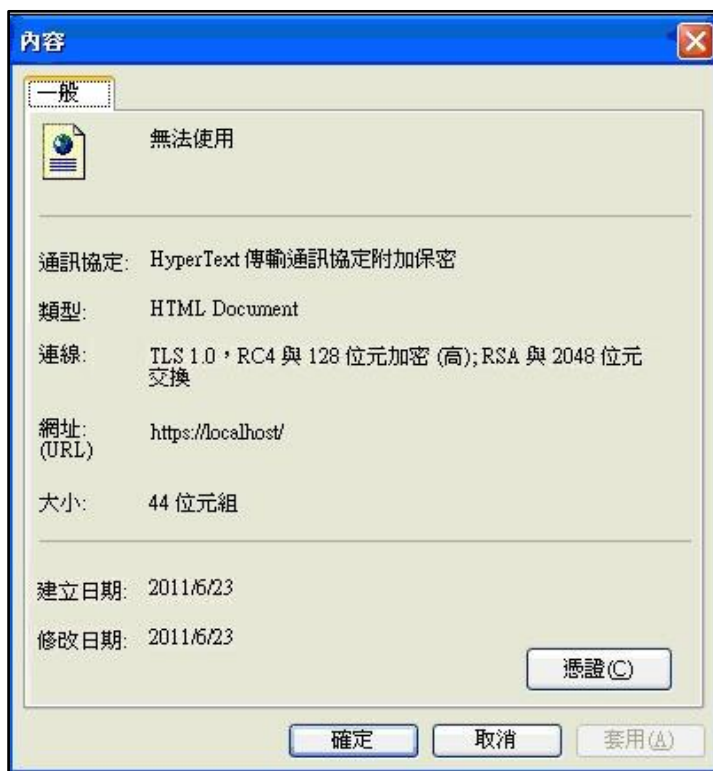 內容
一般
無法使用
通訊協定: HyperText 傳輸通訊協定附加保密
類型: HTML Document
連線: TLS 1.0，RC4 與 128 位元加密 (高); RSA 與 2048 位元
交換
網址:
(URL) https://localhost/
大小: 44 位元組
建立日期: 2011/6/23
修改日期: 2011/6/23
憑證(C)
確定 取消 套用(A)